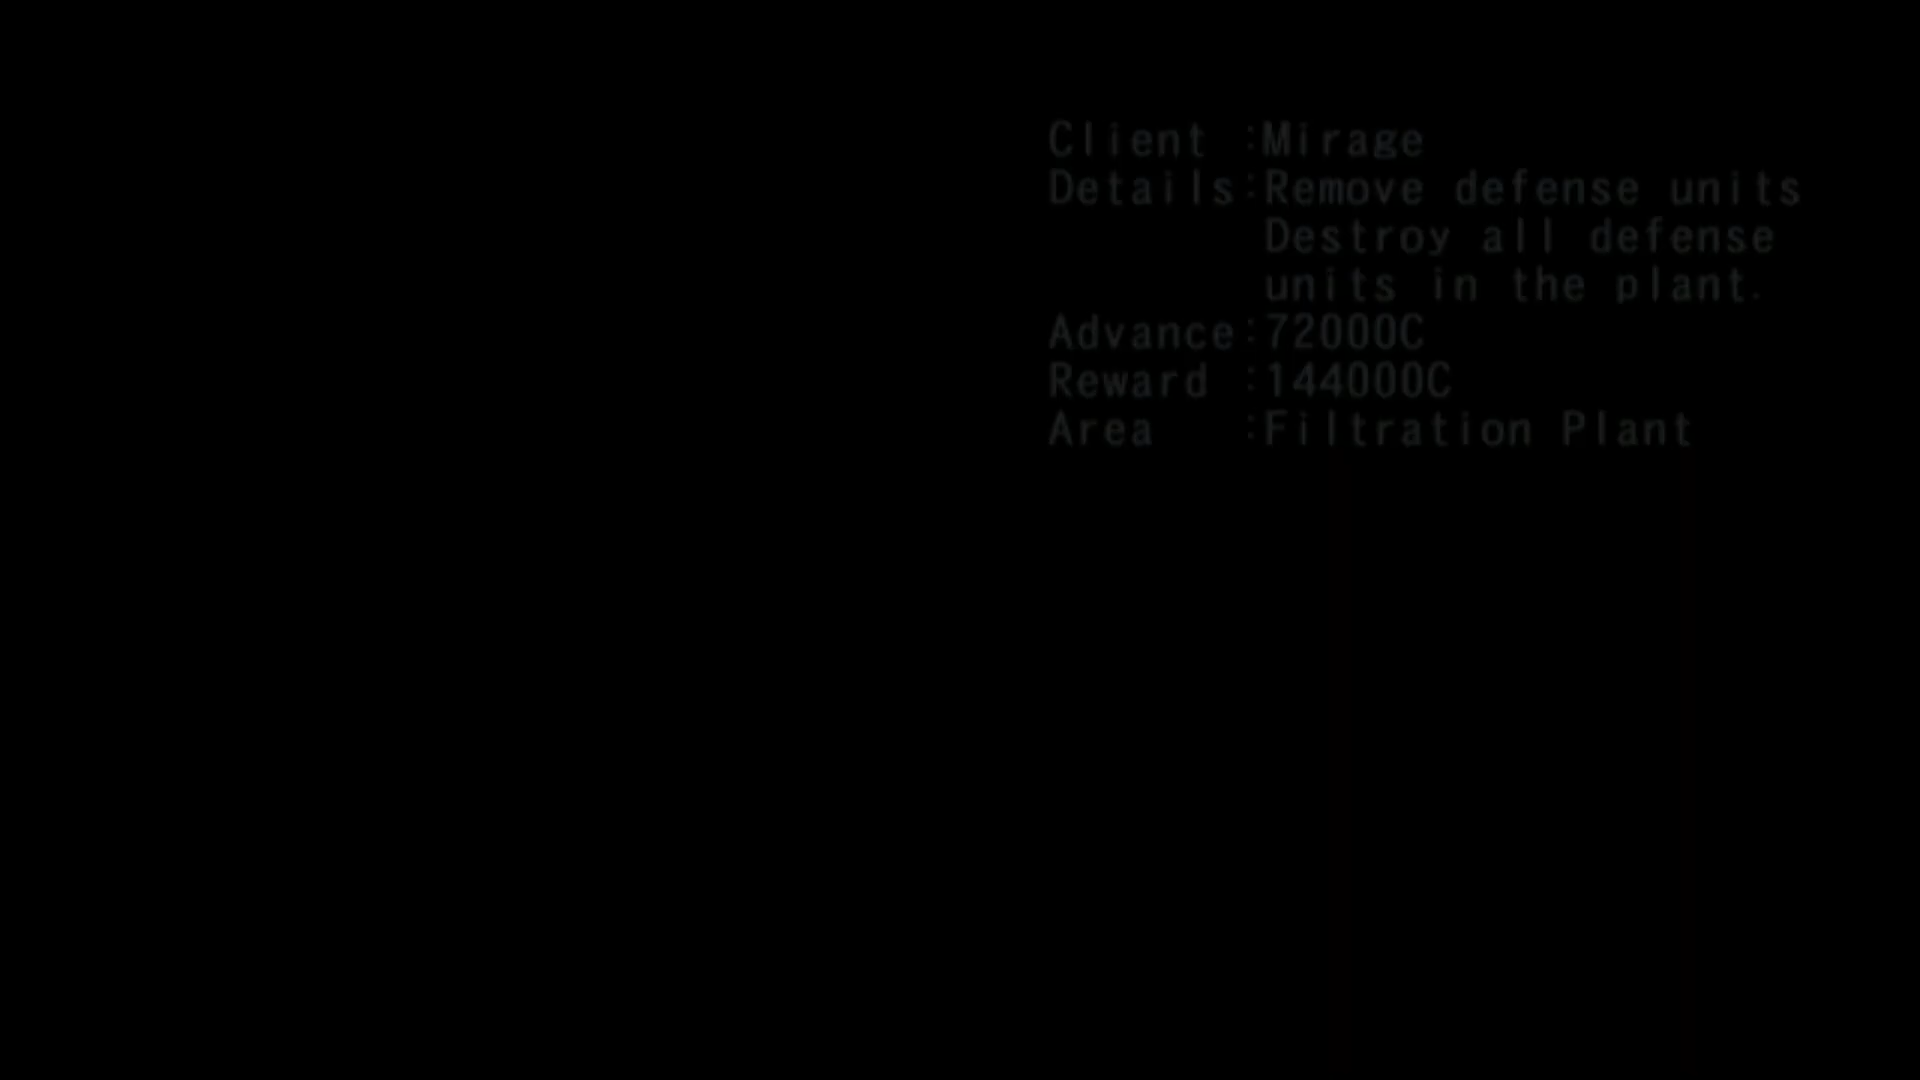 Client :Mirage
Details:Remove defense units
Destroy all defense
units in the plant.
Advance:72000C
Reward :144000C
Area :Filtration Plant